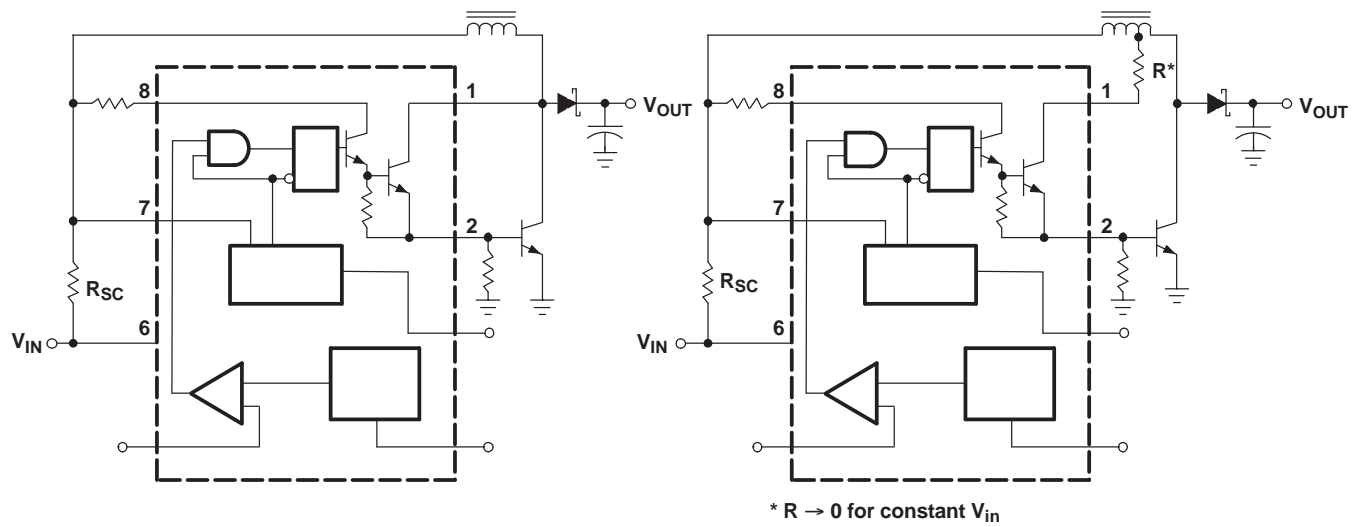 8
1
V_OUT
7
2
R_SC
6
V_IN
R*
8
1
V_OUT
7
2
R_SC
6
V_IN
* R → 0 for constant V_in